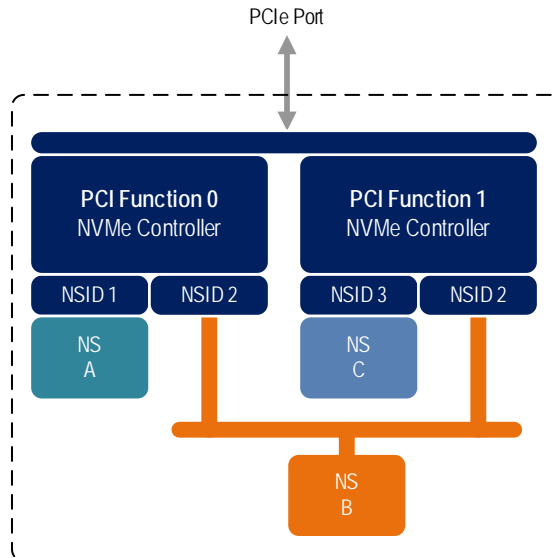 PCIe Port
PCI Function 0
NVMe Controller
PCI Function 1
NVMe Controller
NSID 1
NSID 2
NSID 3
NSID 2
NS
A
NS
C
NS
B